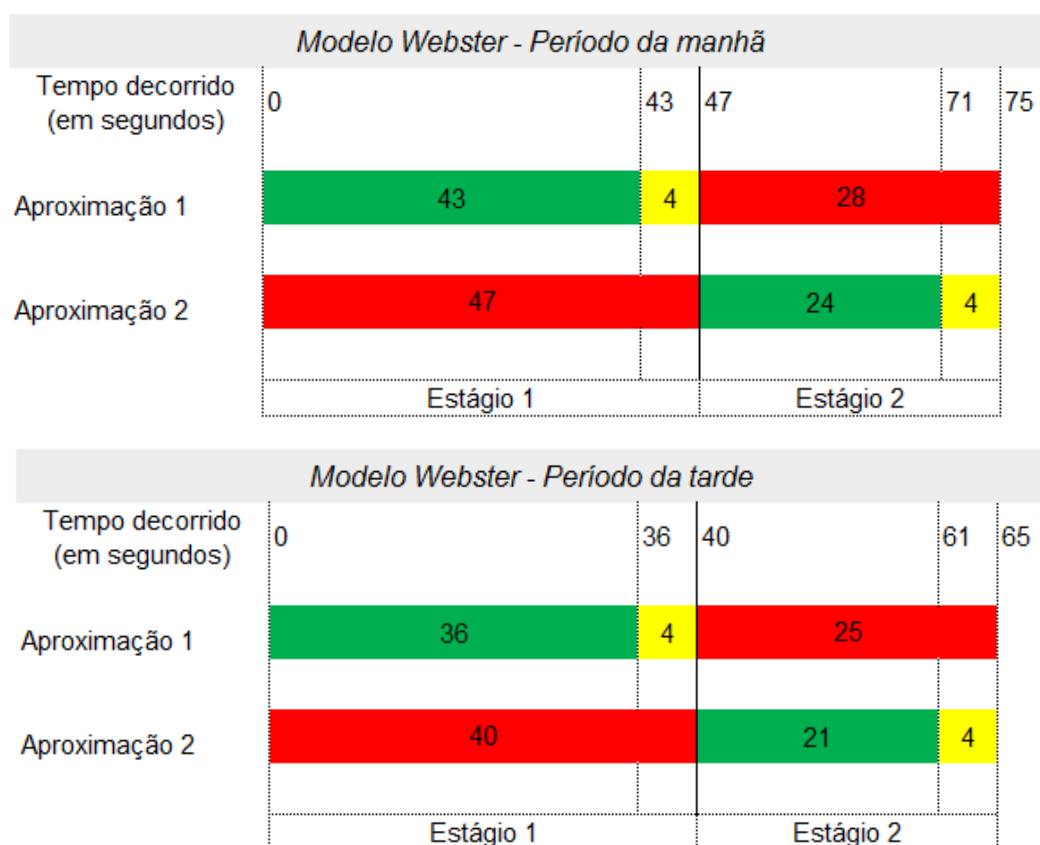 Modelo Webster - Período da manhã
Tempo decorrido
(em segundos)
0 43 47 71 75
Aproximação 1
43 4 28
Aproximação 2
47 24 4
Estágio 1 Estágio 2
Modelo Webster - Período da tarde
Tempo decorrido
(em segundos)
0 36 40 61 65
Aproximação 1
36 4 25
Aproximação 2
40 21 4
Estágio 1 Estágio 2